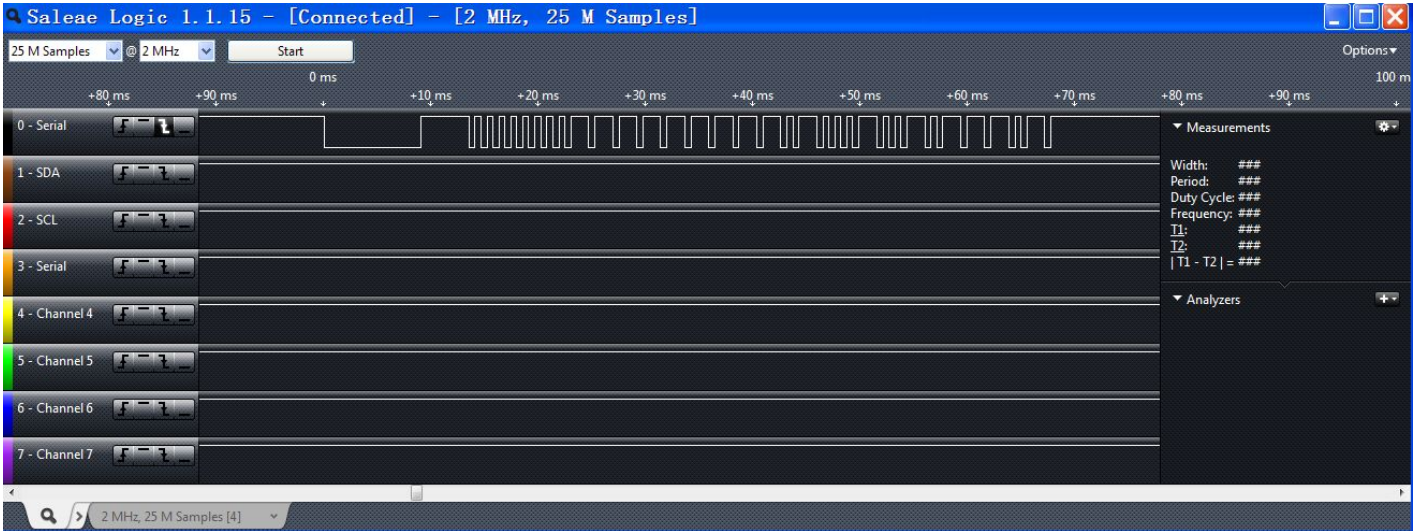 Saleae Logic 1.1.15 - [Connected] - [2 MHz, 25 M Samples]
25 M Samples @ 2 MHz Start Options
0 ms 100 m
+80 ms +90 ms +10 ms +20 ms +30 ms +40 ms +50 ms +60 ms +70 ms +80 ms +90 ms
0 - Serial
1 - SDA
2 - SCL
3 - Serial
4 - Channel 4
5 - Channel 5
6 - Channel 6
7 - Channel 7
Measurements
Width: ###
Period: ###
Duty Cycle: ###
Frequency: ###
T1: ###
T2: ###
| T1 - T2 | = ###
Analyzers
2 MHz, 25 M Samples [4]